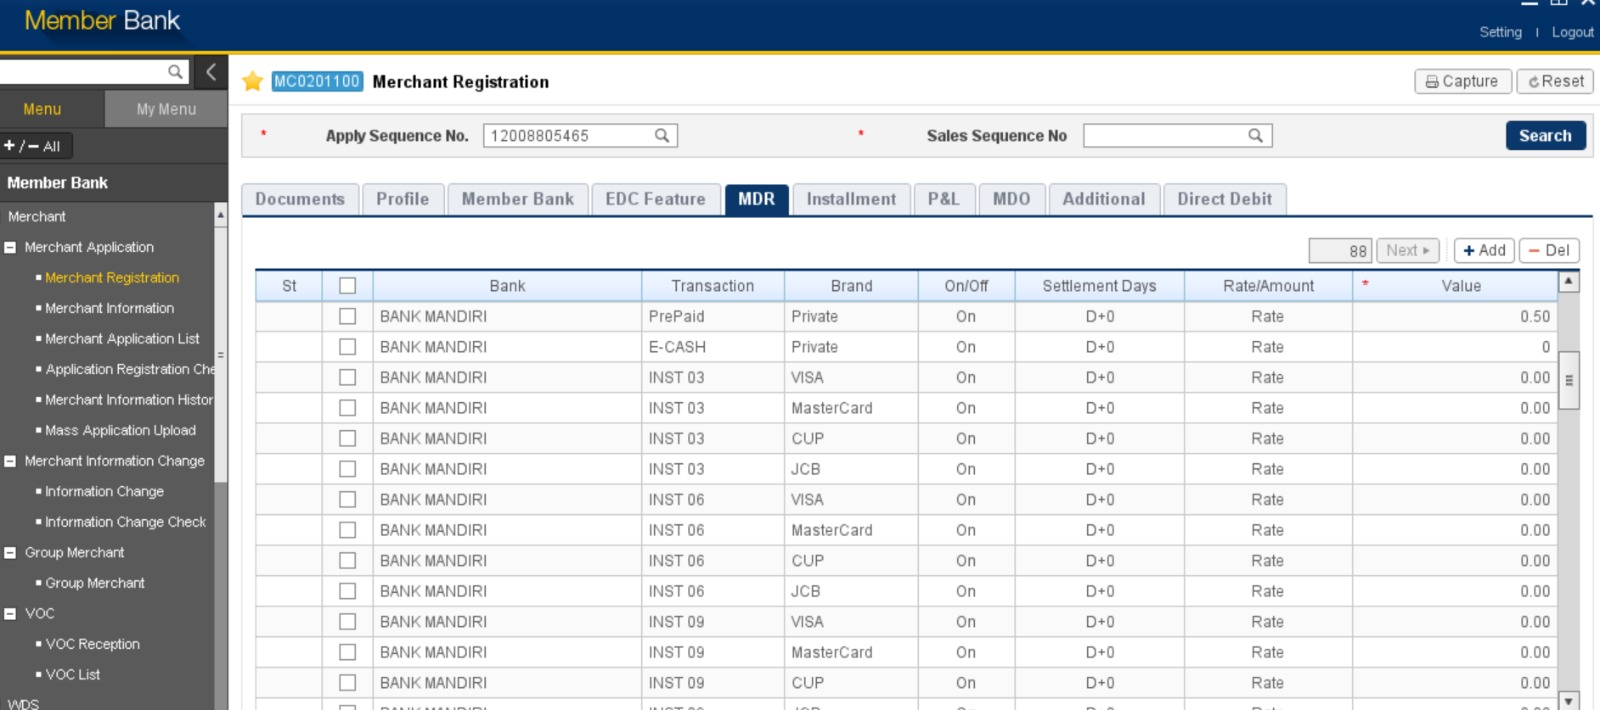 Member Bank
Setting | Logout
MC0201100 Merchant Registration
Capture Reset
Menu My Menu
* Apply Sequence No. 12008805465 * Sales Sequence No Search
+ / − All
Member Bank
Documents Profile Member Bank EDC Feature MDR Installment P&L MDO Additional Direct Debit
Merchant
Merchant Application
Merchant Registration
Merchant Information
Merchant Application List
Application Registration Che
Merchant Information Histor
Mass Application Upload
Merchant Information Change
Information Change
Information Change Check
Group Merchant
Group Merchant
VOC
VOC Reception
VOC List
WDS
88 Next + Add − Del
St Bank Transaction Brand On/Off Settlement Days Rate/Amount * Value
BANK MANDIRI PrePaid Private On D+0 Rate 0.50
BANK MANDIRI E-CASH Private On D+0 Rate 0
BANK MANDIRI INST 03 VISA On D+0 Rate 0.00
BANK MANDIRI INST 03 MasterCard On D+0 Rate 0.00
BANK MANDIRI INST 03 CUP On D+0 Rate 0.00
BANK MANDIRI INST 03 JCB On D+0 Rate 0.00
BANK MANDIRI INST 06 VISA On D+0 Rate 0.00
BANK MANDIRI INST 06 MasterCard On D+0 Rate 0.00
BANK MANDIRI INST 06 CUP On D+0 Rate 0.00
BANK MANDIRI INST 06 JCB On D+0 Rate 0.00
BANK MANDIRI INST 09 VISA On D+0 Rate 0.00
BANK MANDIRI INST 09 MasterCard On D+0 Rate 0.00
BANK MANDIRI INST 09 CUP On D+0 Rate 0.00